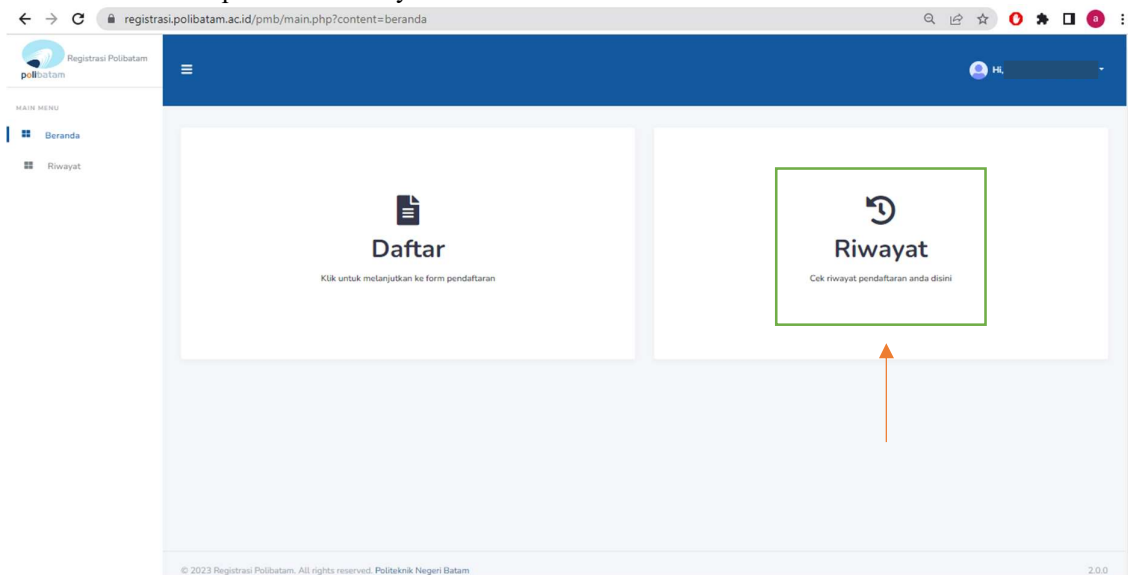 registrasi.polibatam.ac.id/pmb/main.php?content=beranda
a
Registrasi Polibatam
polibatam
Hi,
MAIN MENU
Beranda
Riwayat
Daftar
Klik untuk melanjutkan ke form pendaftaran
Riwayat
Cek riwayat pendaftaran anda disini
© 2023 Registrasi Polibatam. All rights reserved. Politeknik Negeri Batam
2.0.0